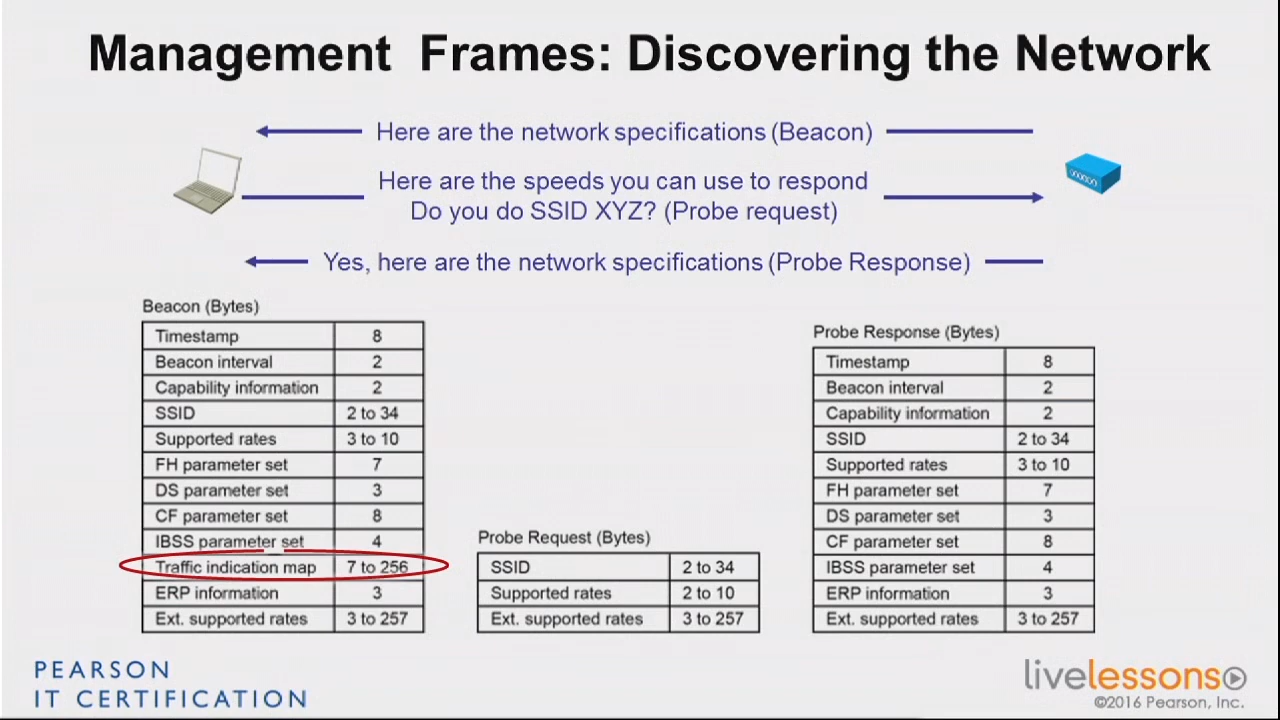 Management Frames: Discovering the Network
Here are the network specifications (Beacon)
Here are the speeds you can use to respond
Do you do SSID XYZ? (Probe request)
Yes, here are the network specifications (Probe Response)
Beacon (Bytes)
Timestamp 8
Beacon interval 2
Capability information 2
SSID 2 to 34
Supported rates 3 to 10
FH parameter set 7
DS parameter set 3
CF parameter set 8
IBSS parameter set 4
Traffic indication map 7 to 256
ERP information 3
Ext. supported rates 3 to 257
Probe Request (Bytes)
SSID 2 to 34
Supported rates 2 to 10
Ext. supported rates 3 to 257
Probe Response (Bytes)
Timestamp 8
Beacon interval 2
Capability information 2
SSID 2 to 34
Supported rates 3 to 10
FH parameter set 7
DS parameter set 3
CF parameter set 8
IBSS parameter set 4
ERP information 3
Ext. supported rates 3 to 257
PEARSON
IT CERTIFICATION
livelessons
©2016 Pearson, Inc.